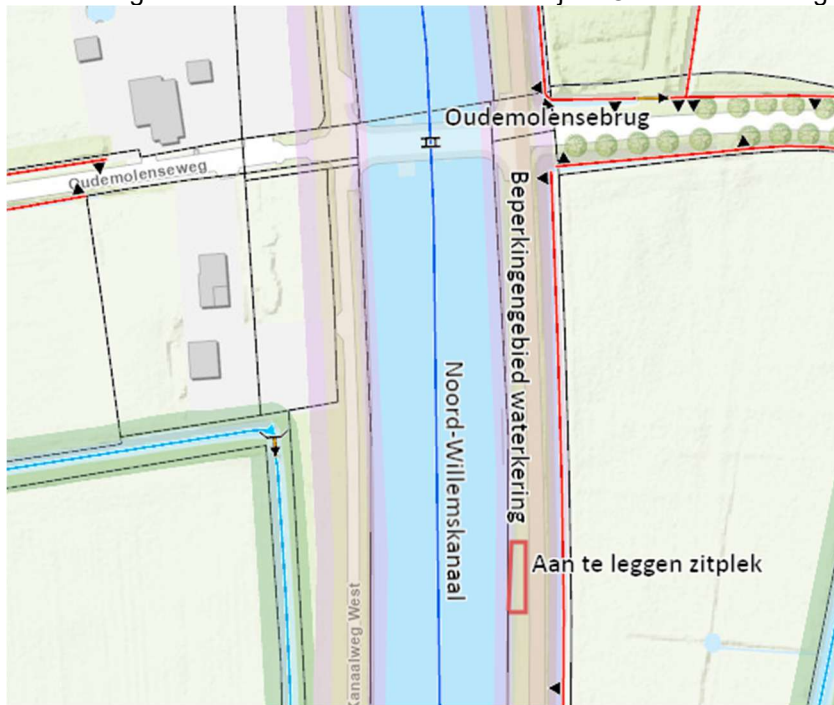 Oudemolensebrug
Oudemolenseweg
Beperkingengebied waterkering
Noord-Willemskanaal
Aan te leggen zitplek
Kanaalweg West